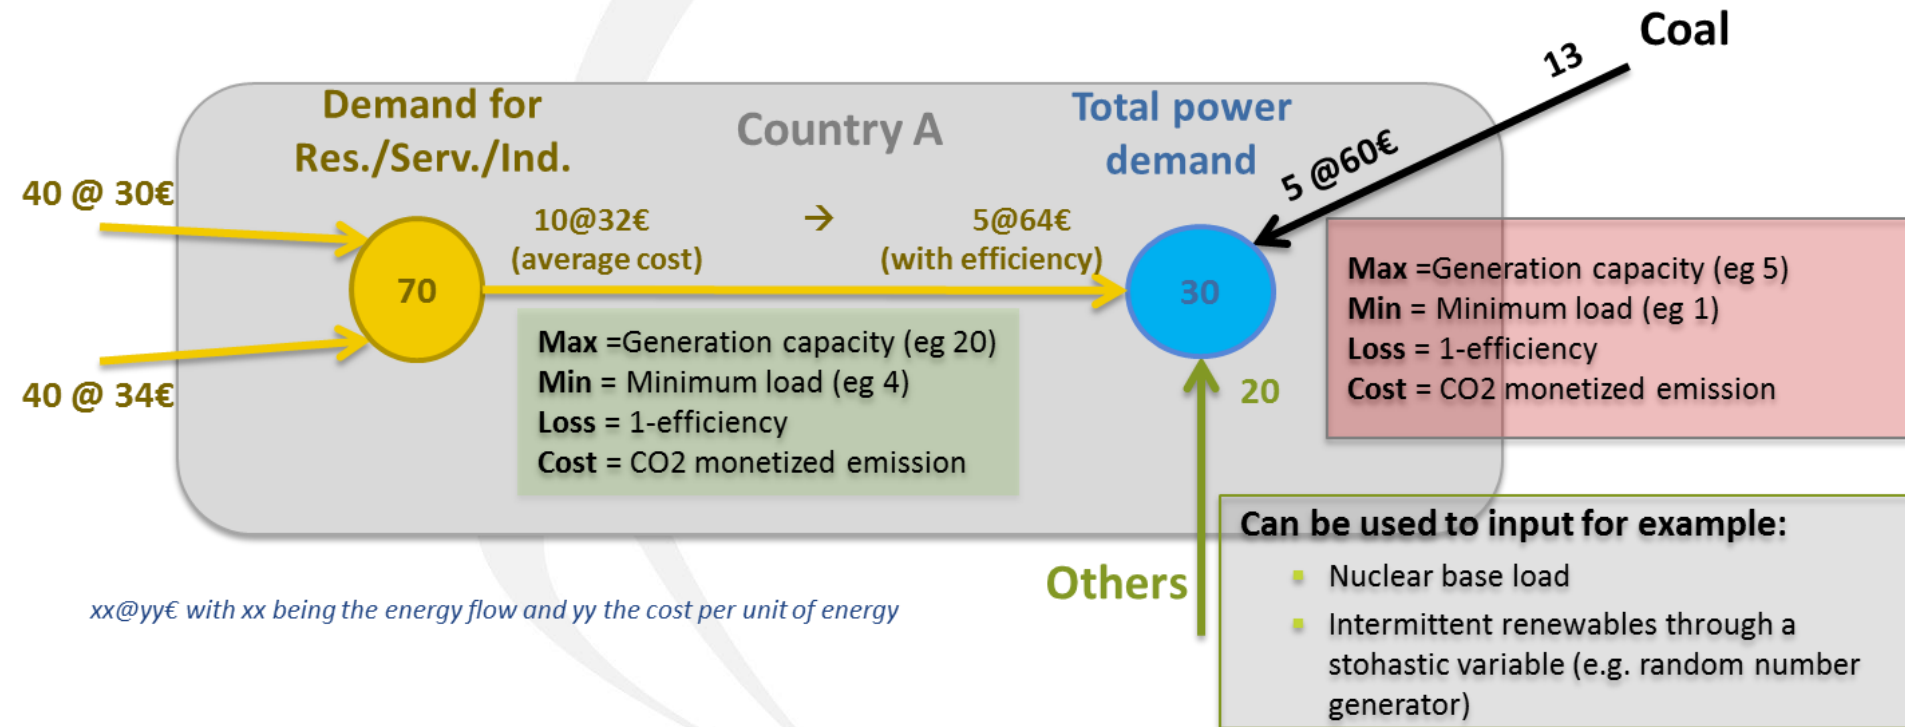 Coal
13
Demand for
Res./Serv./Ind.
Country A
Total power
demand
5 @60€
40 @ 30€
10@32€ → 5@64€
(average cost) (with efficiency)
70
30
Max =Generation capacity (eg 20)
Min = Minimum load (eg 4)
Loss = 1-efficiency
Cost = CO2 monetized emission
Max =Generation capacity (eg 5)
Min = Minimum load (eg 1)
Loss = 1-efficiency
Cost = CO2 monetized emission
40 @ 34€
20
Others
Can be used to input for example:
Nuclear base load
Intermittent renewables through a
stohastic variable (e.g. random number
generator)
xx@yy€ with xx being the energy flow and yy the cost per unit of energy